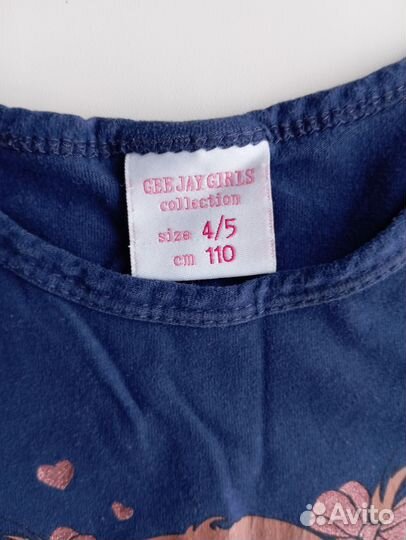 GEE JAY GIRLS
collection
size 4/5
cm 110
Avito